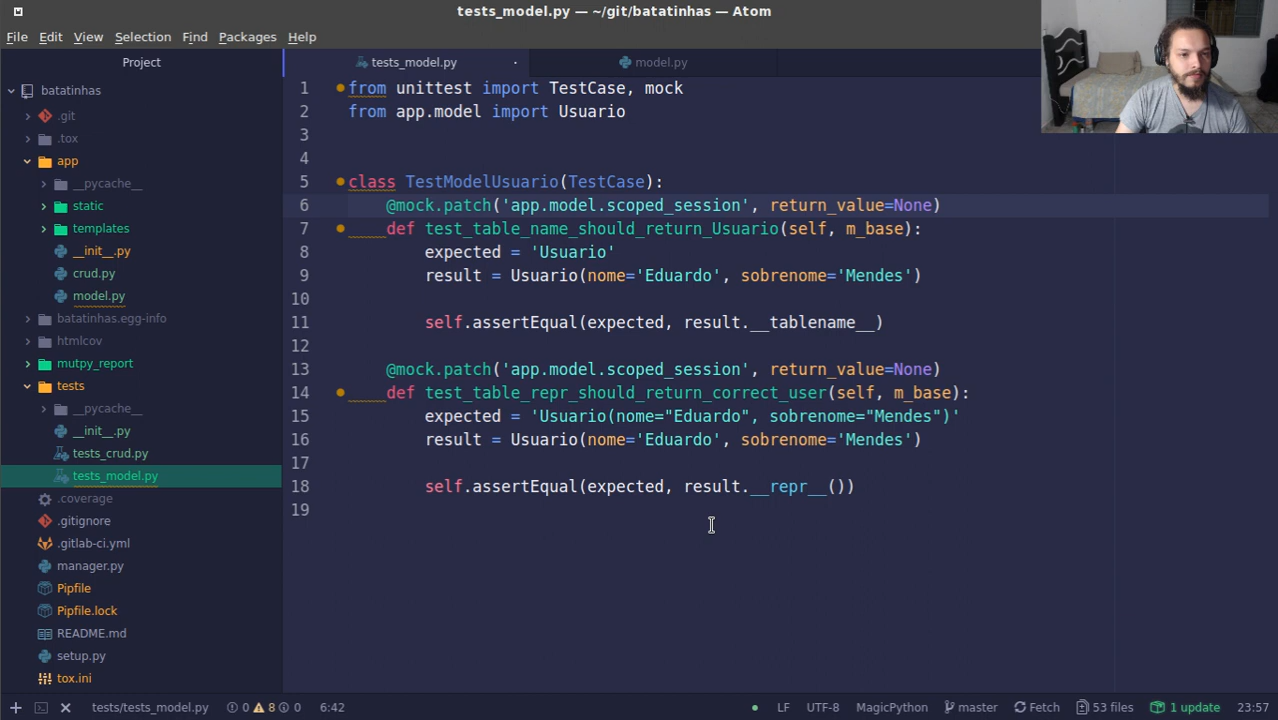 tests_model.py — ~/git/batatinhas — Atom
File Edit View Selection Find Packages Help
Project
tests_model.py
model.py
batatinhas
.git
.tox
app
__pycache__
static
templates
__init__.py
crud.py
model.py
batatinhas.egg-info
htmlcov
mutpy_report
tests
__pycache__
__init__.py
tests_crud.py
tests_model.py
.coverage
.gitignore
.gitlab-ci.yml
manager.py
Pipfile
Pipfile.lock
README.md
setup.py
tox.ini
1 from unittest import TestCase, mock
2 from app.model import Usuario
3
4
5 class TestModelUsuario(TestCase):
6 @mock.patch('app.model.scoped_session', return_value=None)
7 def test_table_name_should_return_Usuario(self, m_base):
8 expected = 'Usuario'
9 result = Usuario(nome='Eduardo', sobrenome='Mendes')
10
11 self.assertEqual(expected, result.__tablename__)
12
13 @mock.patch('app.model.scoped_session', return_value=None)
14 def test_table_repr_should_return_correct_user(self, m_base):
15 expected = 'Usuario(nome="Eduardo", sobrenome="Mendes")'
16 result = Usuario(nome='Eduardo', sobrenome='Mendes')
17
18 self.assertEqual(expected, result.__repr__())
19
tests/tests_model.py 0 8 0 6:42 LF UTF-8 MagicPython master Fetch 53 files 1 update 23:57